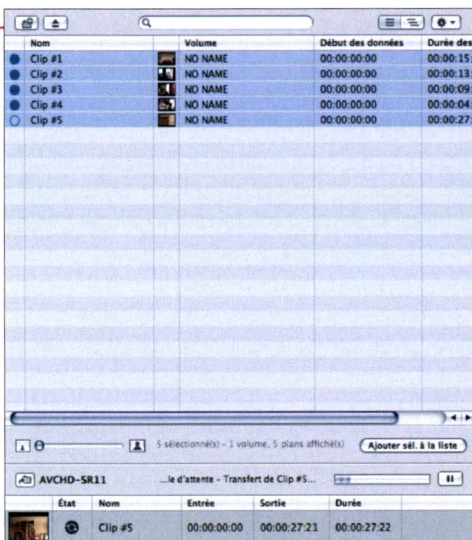 Nom Volume Début des données Durée des
Clip #1 NO NAME 00:00:00:00 00:00:15:
Clip #2 NO NAME 00:00:00:00 00:00:13:
Clip #3 NO NAME 00:00:00:00 00:00:09:
Clip #4 NO NAME 00:00:00:00 00:00:04:
Clip #5 NO NAME 00:00:00:00 00:00:27:
5 sélectionné(s) - 1 volume, 5 plans affiché(s) Ajouter sél. à la liste
AVCHD-SR11 ...le d'attente - Transfert de Clip #5...
État Nom Entrée Sortie Durée
Clip #5 00:00:00:00 00:00:27:21 00:00:27:22